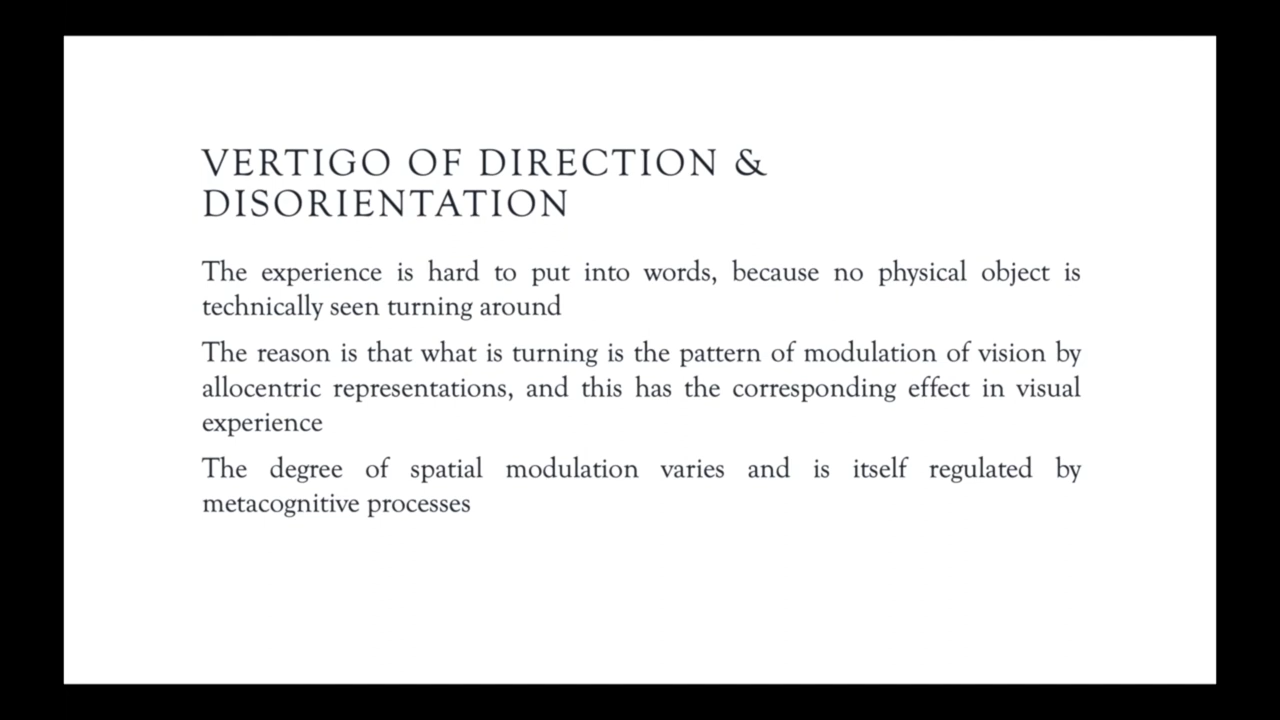 VERTIGO OF DIRECTION &
DISORIENTATION
The experience is hard to put into words, because no physical object is
technically seen turning around
The reason is that what is turning is the pattern of modulation of vision by
allocentric representations, and this has the corresponding effect in visual
experience
The degree of spatial modulation varies and is itself regulated by
metacognitive processes